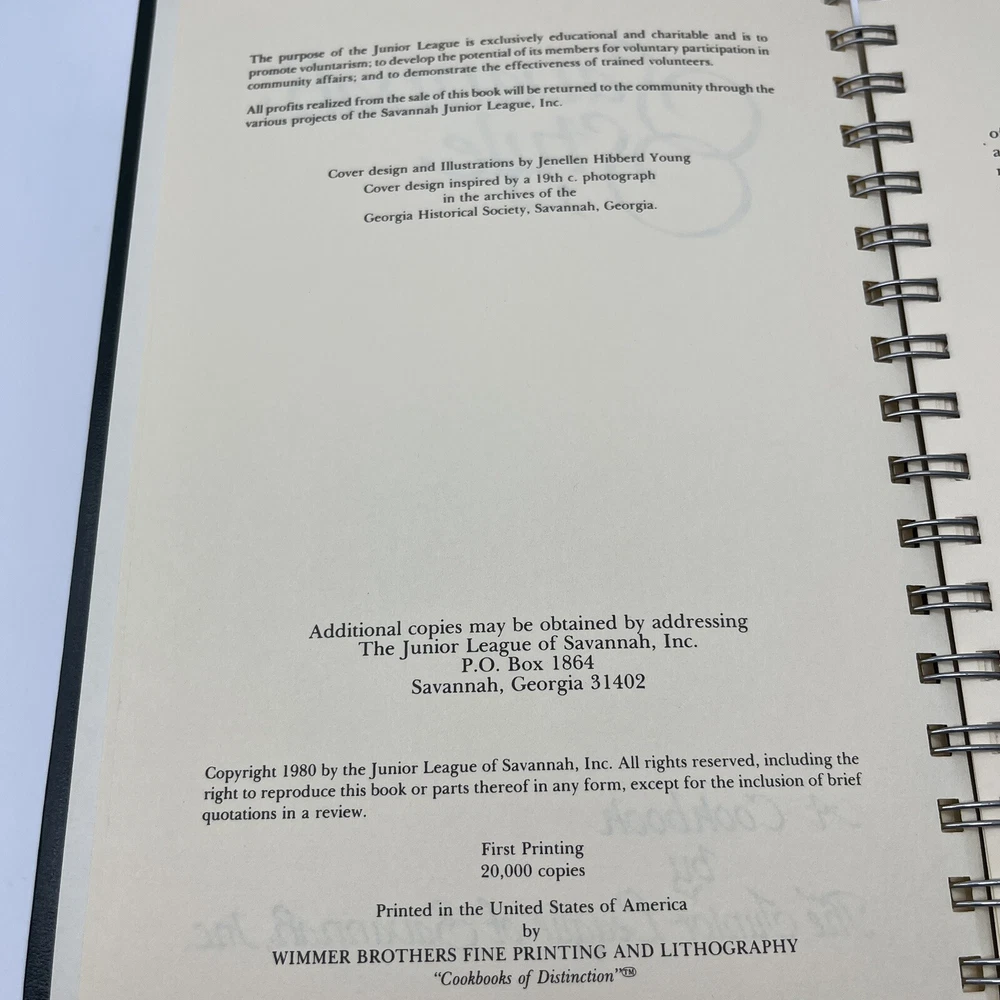 The purpose of the Junior League is exclusively educational and charitable and is to
promote voluntarism; to develop the potential of its members for voluntary participation in
community affairs; and to demonstrate the effectiveness of trained volunteers.
All profits realized from the sale of this book will be returned to the community through the
various projects of the Savannah Junior League, Inc.
Cover design and Illustrations by Jenellen Hibberd Young
Cover design inspired by a 19th c. photograph
in the archives of the
Georgia Historical Society, Savannah, Georgia.
Additional copies may be obtained by addressing
The Junior League of Savannah, Inc.
P.O. Box 1864
Savannah, Georgia 31402
Copyright 1980 by the Junior League of Savannah, Inc. All rights reserved, including the
right to reproduce this book or parts thereof in any form, except for the inclusion of brief
quotations in a review.
First Printing
20,000 copies
Printed in the United States of America
by
WIMMER BROTHERS FINE PRINTING AND LITHOGRAPHY
"Cookbooks of Distinction"™